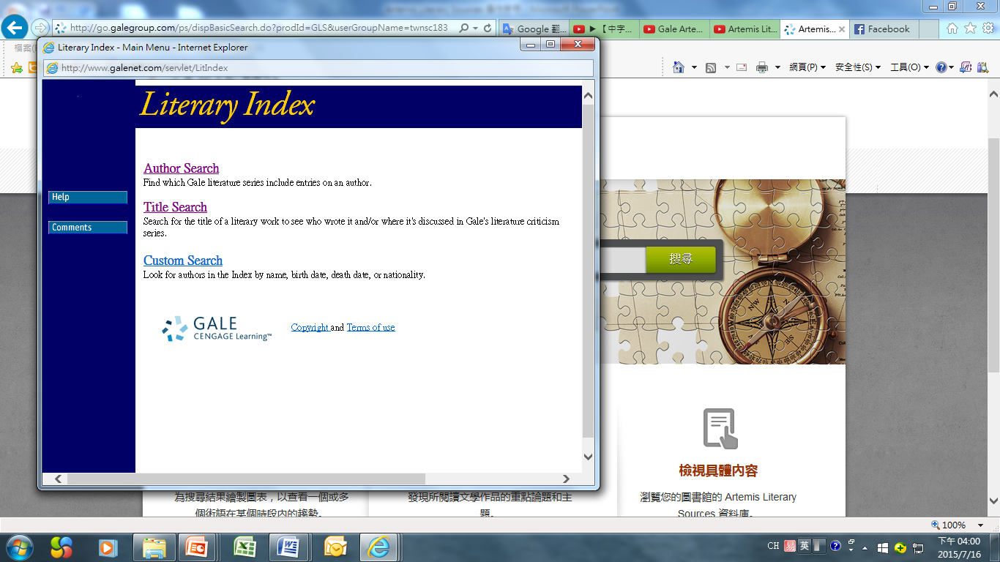 http://go.galegroup.com/ps/dispBasicSearch.do?prodId=GLS&userGroupName=twnsc183
Google 翻...
【中字...
Gale Arte...
Artemis Lit...
Artemis...
Facebook
Literary Index - Main Menu - Internet Explorer
http://www.galenet.com/servlet/LitIndex
網頁(P)
安全性(S)
工具(O)
Literary Index
Author Search
Find which Gale literature series include entries on an author.
Help
Title Search
Search for the title of a literary work to see who wrote it and/or where it's discussed in Gale's literature criticism
series.
Comments
搜尋
Custom Search
Look for authors in the Index by name, birth date, death date, or nationality.
GALE
CENGAGE Learning™
Copyright and Terms of use
檢視具體內容
為搜尋結果繪製圖表，以查看一個或多
個術語在某個時段內的趨勢。
發現所閱讀文學作品的重點論題和主
題。
瀏覽您的圖書館的 Artemis Literary
Sources 資料庫。
100%
CH
英
下午 04:00
2015/7/16